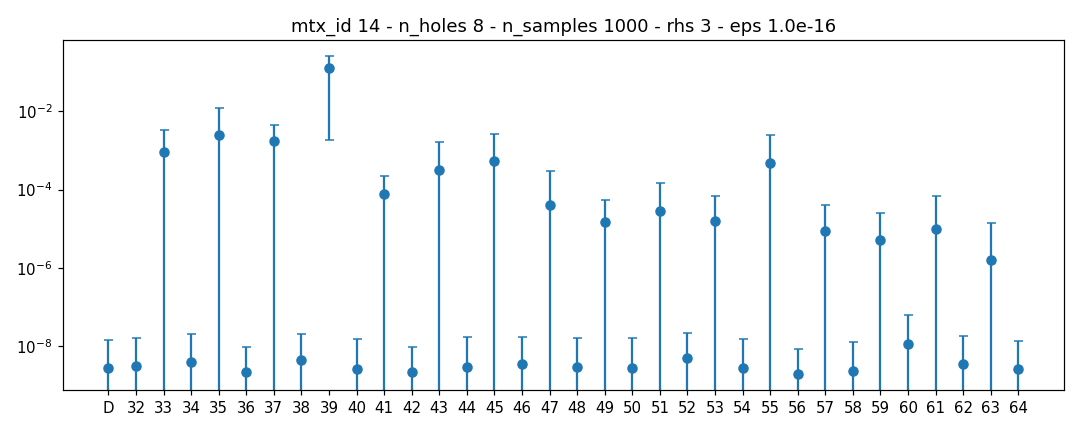 mtx_id 14 - n_holes 8 - n_samples 1000 - rhs 3 - eps 1.0e-16
10⁻²
10⁻⁴
10⁻⁶
10⁻⁸
D 32 33 34 35 36 37 38 39 40 41 42 43 44 45 46 47 48 49 50 51 52 53 54 55 56 57 58 59 60 61 62 63 64